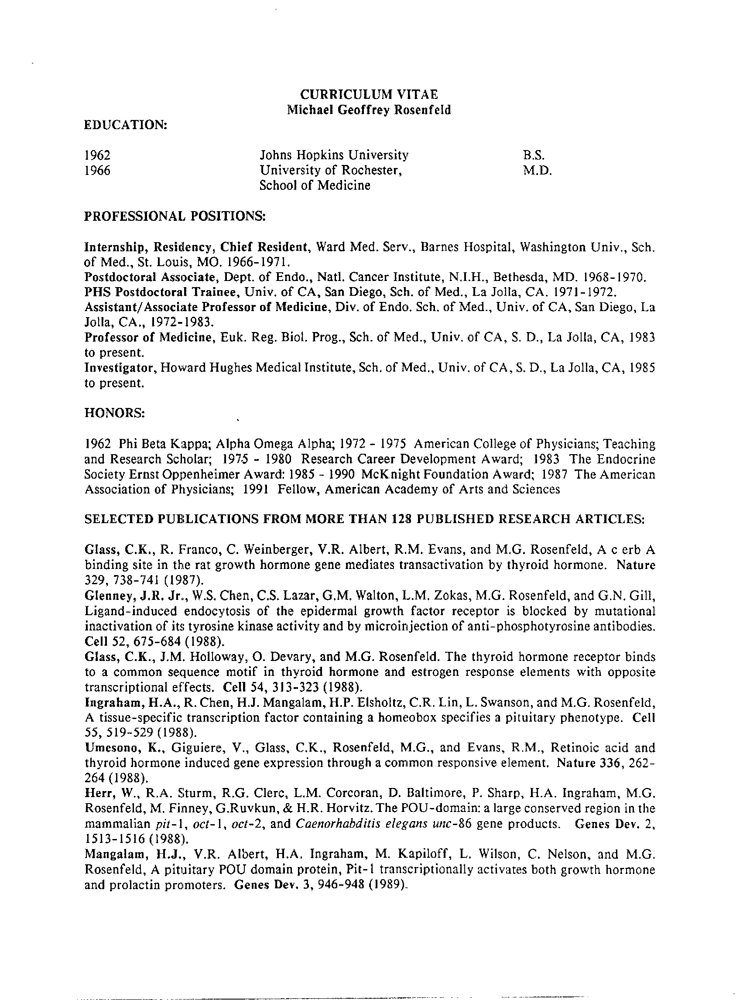 CURRICULUM VITAE
Michael Geoffrey Rosenfeld
EDUCATION:
1962 Johns Hopkins University B.S.
1966 University of Rochester, M.D.
School of Medicine
PROFESSIONAL POSITIONS:
Internship, Residency, Chief Resident, Ward Med. Serv., Barnes Hospital, Washington Univ., Sch.
of Med., St. Louis, MO. 1966-1971.
Postdoctoral Associate, Dept. of Endo., Natl. Cancer Institute, N.I.H., Bethesda, MD. 1968-1970.
PHS Postdoctoral Trainee, Univ. of CA, San Diego, Sch. of Med., La Jolla, CA. 1971-1972.
Assistant/Associate Professor of Medicine, Div. of Endo. Sch. of Med., Univ. of CA, San Diego, La
Jolla, CA., 1972-1983.
Professor of Medicine, Euk. Reg. Biol. Prog., Sch. of Med., Univ. of CA, S. D., La Jolla, CA, 1983
to present.
Investigator, Howard Hughes Medical Institute, Sch. of Med., Univ. of CA, S. D., La Jolla, CA, 1985
to present.
HONORS:
1962 Phi Beta Kappa; Alpha Omega Alpha; 1972 - 1975 American College of Physicians; Teaching
and Research Scholar; 1975 - 1980 Research Career Development Award; 1983 The Endocrine
Society Ernst Oppenheimer Award: 1985 - 1990 McKnight Foundation Award; 1987 The American
Association of Physicians; 1991 Fellow, American Academy of Arts and Sciences
SELECTED PUBLICATIONS FROM MORE THAN 128 PUBLISHED RESEARCH ARTICLES:
Glass, C.K., R. Franco, C. Weinberger, V.R. Albert, R.M. Evans, and M.G. Rosenfeld, A c erb A
binding site in the rat growth hormone gene mediates transactivation by thyroid hormone. Nature
329, 738-741 (1987).
Glenney, J.R. Jr., W.S. Chen, C.S. Lazar, G.M. Walton, L.M. Zokas, M.G. Rosenfeld, and G.N. Gill,
Ligand-induced endocytosis of the epidermal growth factor receptor is blocked by mutational
inactivation of its tyrosine kinase activity and by microinjection of anti-phosphotyrosine antibodies.
Cell 52, 675-684 (1988).
Glass, C.K., J.M. Holloway, O. Devary, and M.G. Rosenfeld. The thyroid hormone receptor binds
to a common sequence motif in thyroid hormone and estrogen response elements with opposite
transcriptional effects. Cell 54, 313-323 (1988).
Ingraham, H.A., R. Chen, H.J. Mangalam, H.P. Elsholtz, C.R. Lin, L. Swanson, and M.G. Rosenfeld,
A tissue-specific transcription factor containing a homeobox specifies a pituitary phenotype. Cell
55, 519-529 (1988).
Umesono, K., Giguiere, V., Glass, C.K., Rosenfeld, M.G., and Evans, R.M., Retinoic acid and
thyroid hormone induced gene expression through a common responsive element. Nature 336, 262-
264 (1988).
Herr, W., R.A. Sturm, R.G. Clerc, L.M. Corcoran, D. Baltimore, P. Sharp, H.A. Ingraham, M.G.
Rosenfeld, M. Finney, G.Ruvkun, & H.R. Horvitz. The POU-domain: a large conserved region in the
mammalian pit-1, oct-1, oct-2, and Caenorhabditis elegans unc-86 gene products. Genes Dev. 2,
1513-1516 (1988).
Mangalam, H.J., V.R. Albert, H.A. Ingraham, M. Kapiloff, L. Wilson, C. Nelson, and M.G.
Rosenfeld, A pituitary POU domain protein, Pit-1 transcriptionally activates both growth hormone
and prolactin promoters. Genes Dev. 3, 946-948 (1989).